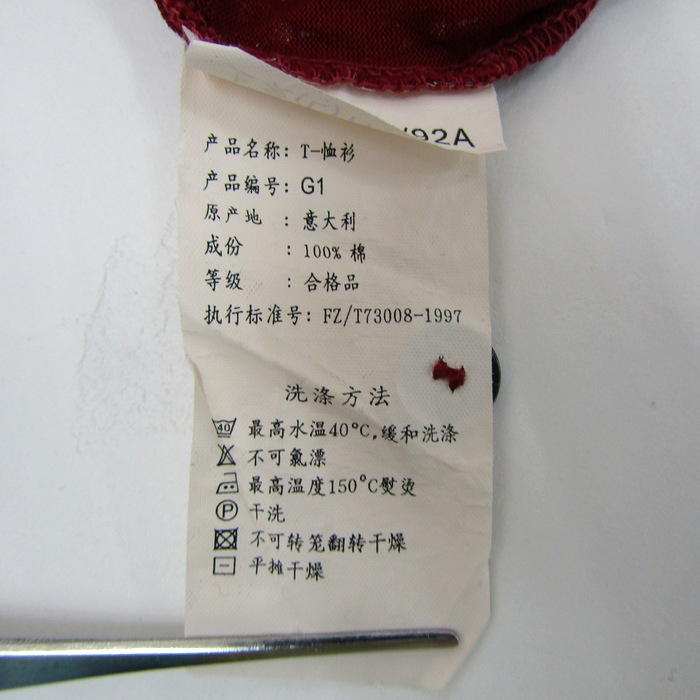 /92A
产品名称: T-恤衫
产品编号: G1
原产地 : 意大利
成份 : 100% 棉
等级 : 合格品
执行标准号: FZ/T73008-1997
洗涤方法
40 最高水温40°C,缓和洗涤
不可氯漂
最高温度150°C熨烫
P 干洗
不可转笼翻转干燥
平摊干燥